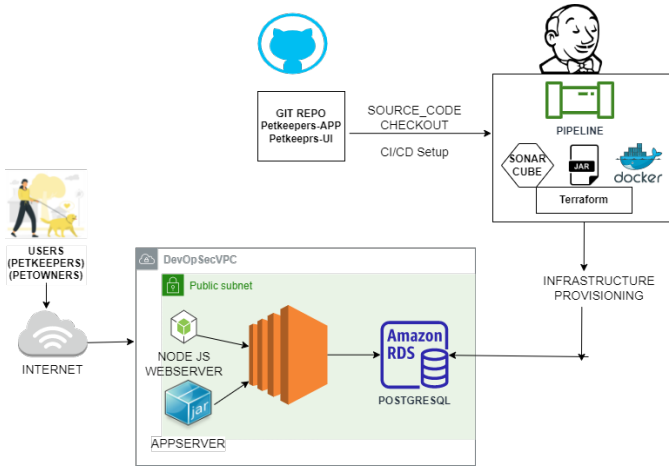 GIT REPO
Petkeepers-APP
Petkeeprs-UI
SOURCE_CODE
CHECKOUT
CI/CD Setup
PIPELINE
SONAR
CUBE
JAR
docker
Terraform
INFRASTRUCTURE
PROVISIONING
USERS
(PETKEEPERS)
(PETOWNERS)
INTERNET
DevOpSecVPC
Public subnet
NODE JS
WEBSERVER
jar
APPSERVER
Amazon
RDS
POSTGRESQL